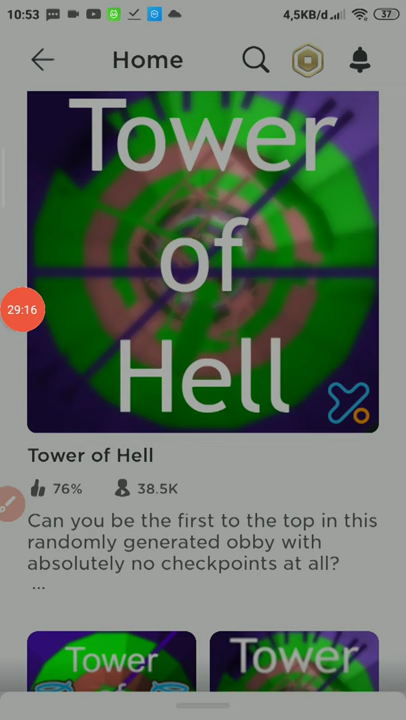 10:53
4,5KB/d
37
Home
Tower
of
Hell
29:16
Tower of Hell
76%
38.5K
Can you be the first to the top in this
randomly generated obby with
absolutely no checkpoints at all?
...
Tower
of
Tower